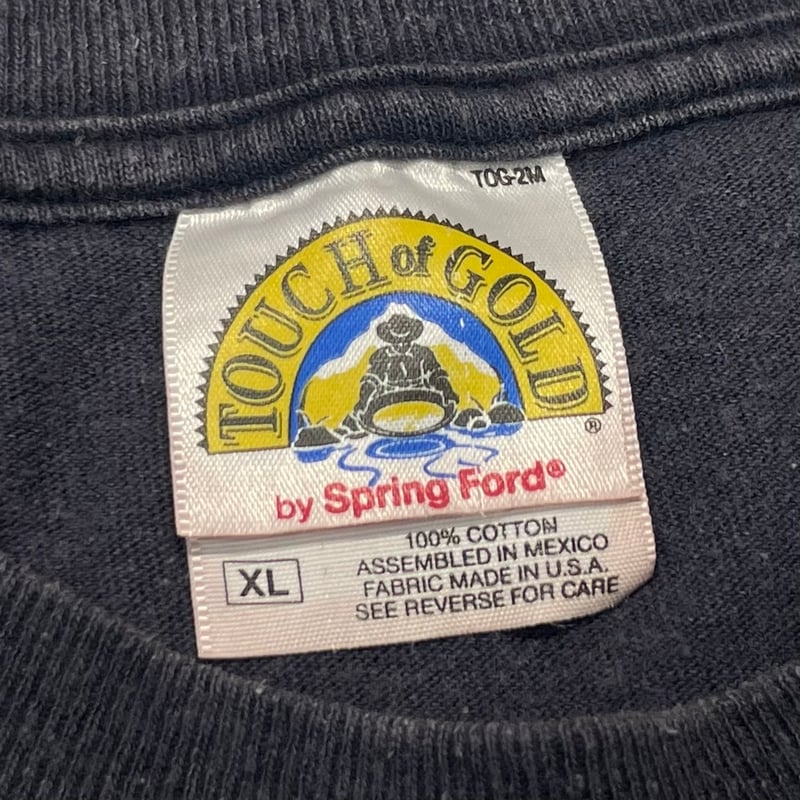 TOG-2M
TOUCH of GOLD
®
by Spring Ford®
XL
100% COTTON
ASSEMBLED IN MEXICO
FABRIC MADE IN U.S.A.
SEE REVERSE FOR CARE